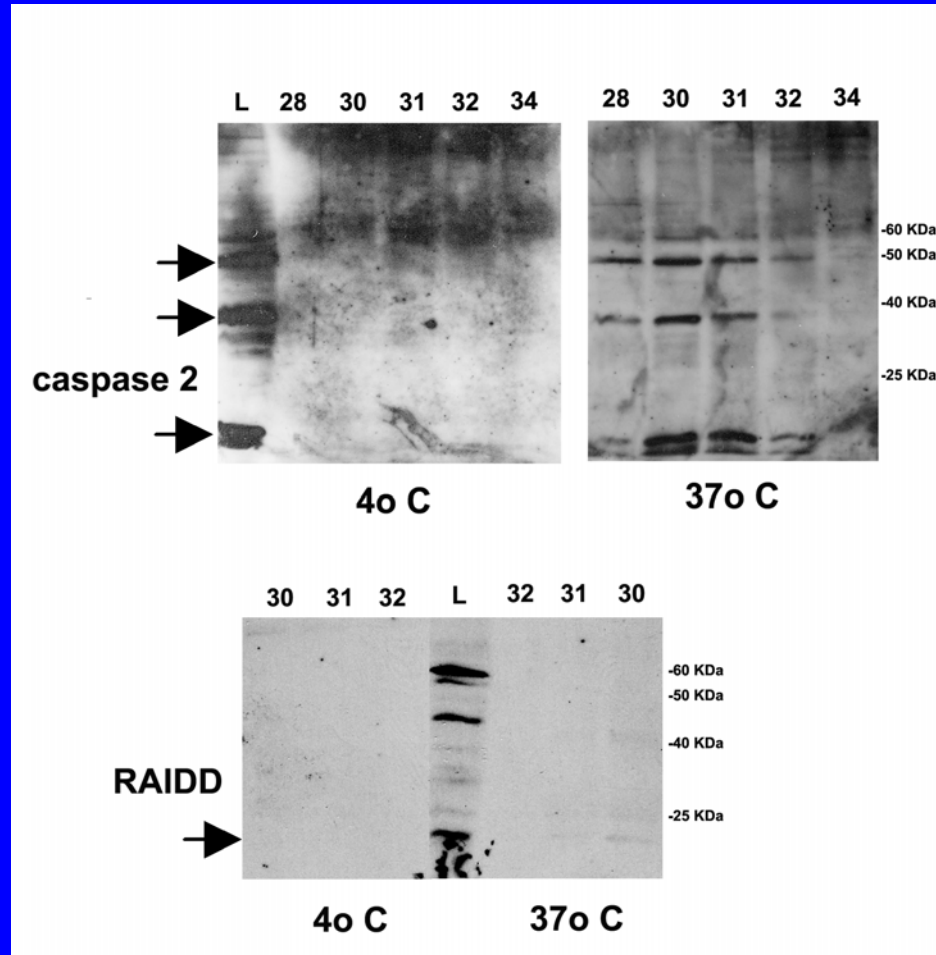 L 28 30 31 32 34
28 30 31 32 34
-60 KDa
-50 KDa
-40 KDa
-25 KDa
caspase 2
4o C
37o C
30 31 32 L 32 31 30
-60 KDa
-50 KDa
-40 KDa
-25 KDa
RAIDD
4o C
37o C